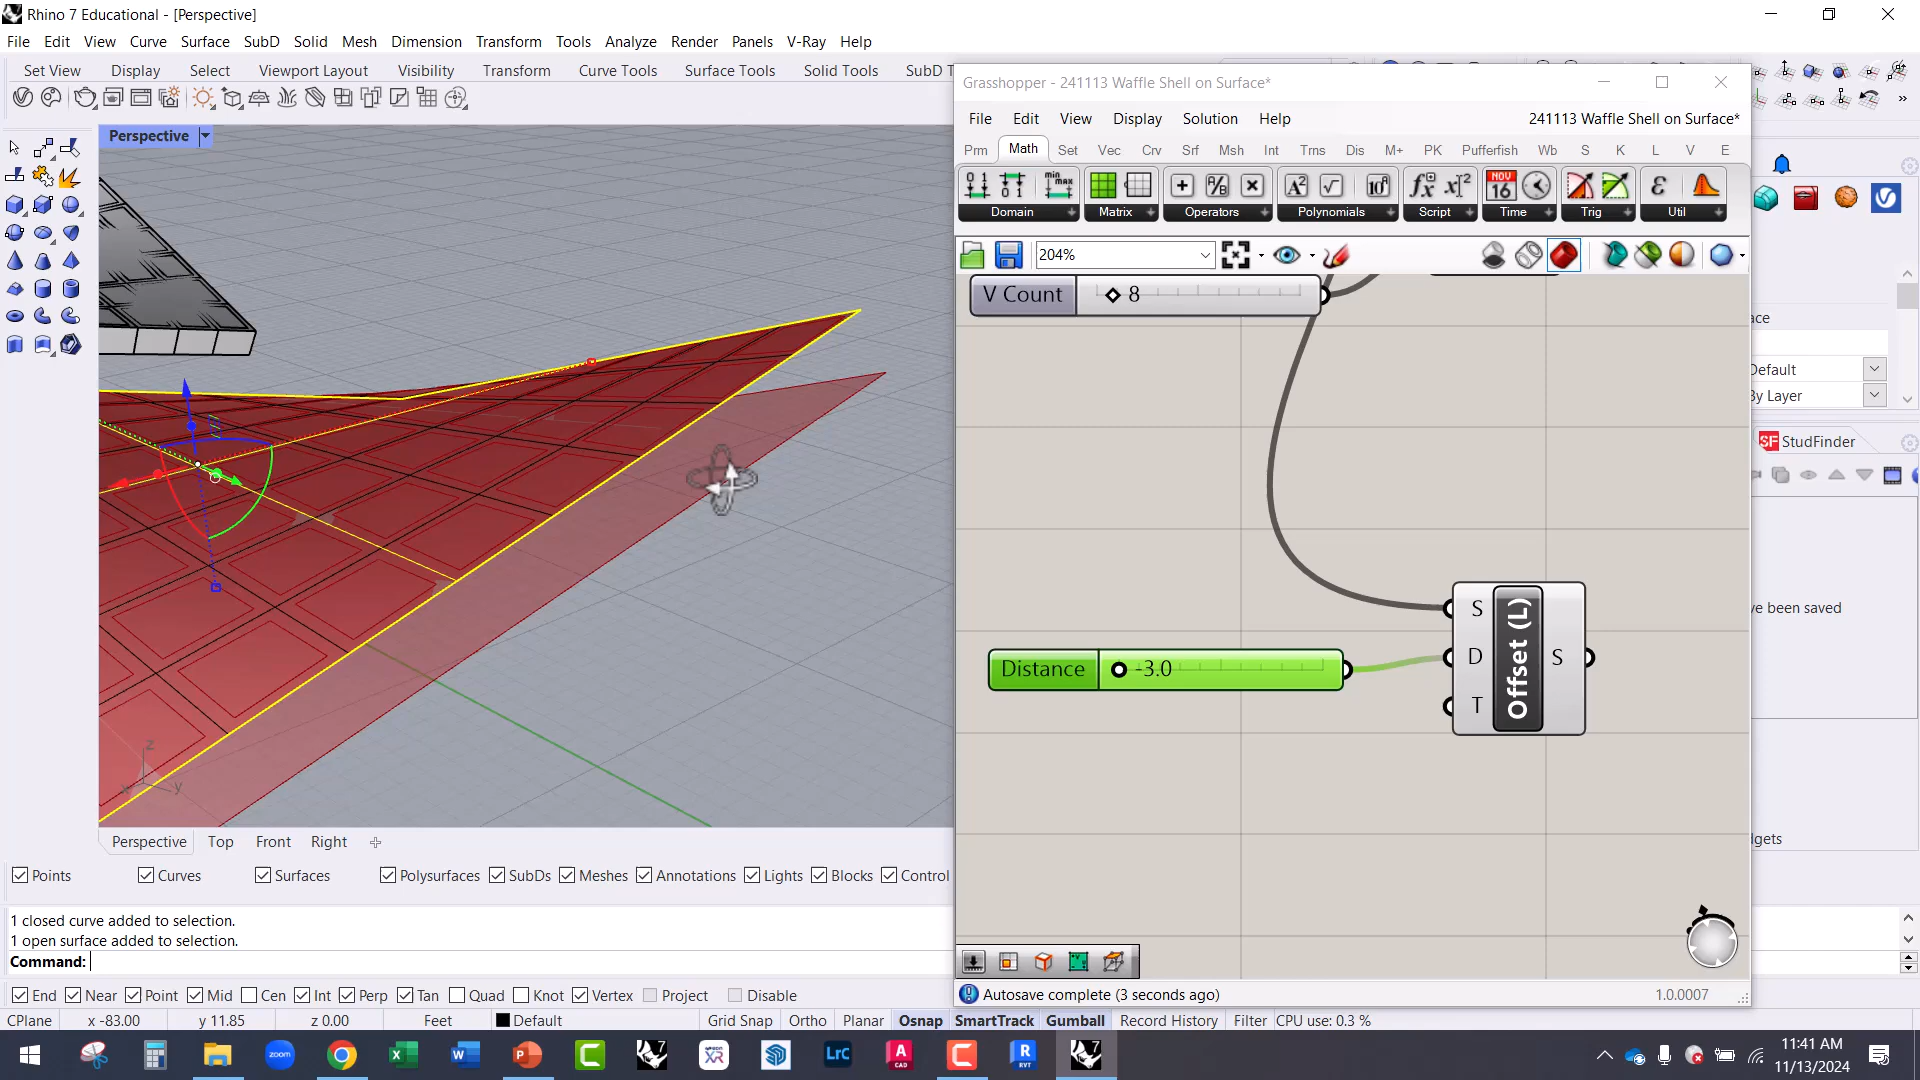 Rhino 7 Educational - [Perspective]
File Edit View Curve Surface SubD Solid Mesh Dimension Transform Tools Analyze Render Panels V-Ray Help
Set View Display Select Viewport Layout Visibility Transform Curve Tools Surface Tools Solid Tools SubD T
Perspective
Grasshopper - 241113 Waffle Shell on Surface*
File Edit View Display Solution Help 241113 Waffle Shell on Surface*
Prm Math Set Vec Crv Srf Msh Int Trns Dis M+ PK Pufferfish Wb S K L V E
Domain Matrix Operators Polynomials Script Time Trig Util
204%
V Count 8
Distance -3.0
S
D
T
Offset (L)
S
z
x y
ace
Default
By Layer
StudFinder
ve been saved
dgets
Perspective Top Front Right
Points Curves Surfaces Polysurfaces SubDs Meshes Annotations Lights Blocks Control
1 closed curve added to selection.
1 open surface added to selection.
Command:
Autosave complete (3 seconds ago) 1.0.0007
End Near Point Mid Cen Int Perp Tan Quad Knot Vertex Project Disable
CPlane x -83.00 y 11.85 z 0.00 Feet Default Grid Snap Ortho Planar Osnap SmartTrack Gumball Record History Filter CPU use: 0.3 %
11:41 AM
11/13/2024